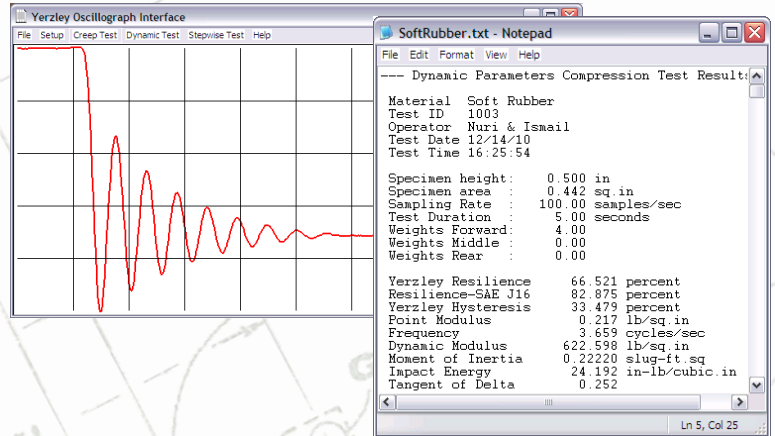 Yerzley Oscillograph Interface
File Setup Creep Test Dynamic Test Stepwise Test Help
SoftRubber.txt - Notepad
File Edit Format View Help
--- Dynamic Parameters Compression Test Results
Material Soft Rubber
Test ID 1003
Operator Nuri & Ismail
Test Date 12/14/10
Test Time 16:25:54
Specimen height: 0.500 in
Specimen area : 0.442 sq.in
Sampling Rate : 100.00 samples/sec
Test Duration : 5.00 seconds
Weights Forward: 4.00
Weights Middle : 0.00
Weights Rear : 0.00
Yerzley Resilience 66.521 percent
Resilience-SAE J16 82.875 percent
Yerzley Hysteresis 33.479 percent
Point Modulus 0.217 lb/sq.in
Frequency 3.659 cycles/sec
Dynamic Modulus 622.598 lb/sq.in
Moment of Inertia 0.22220 slug-ft.sq
Impact Energy 24.192 in-lb/cubic.in
Tangent of Delta 0.252
Ln 5, Col 25